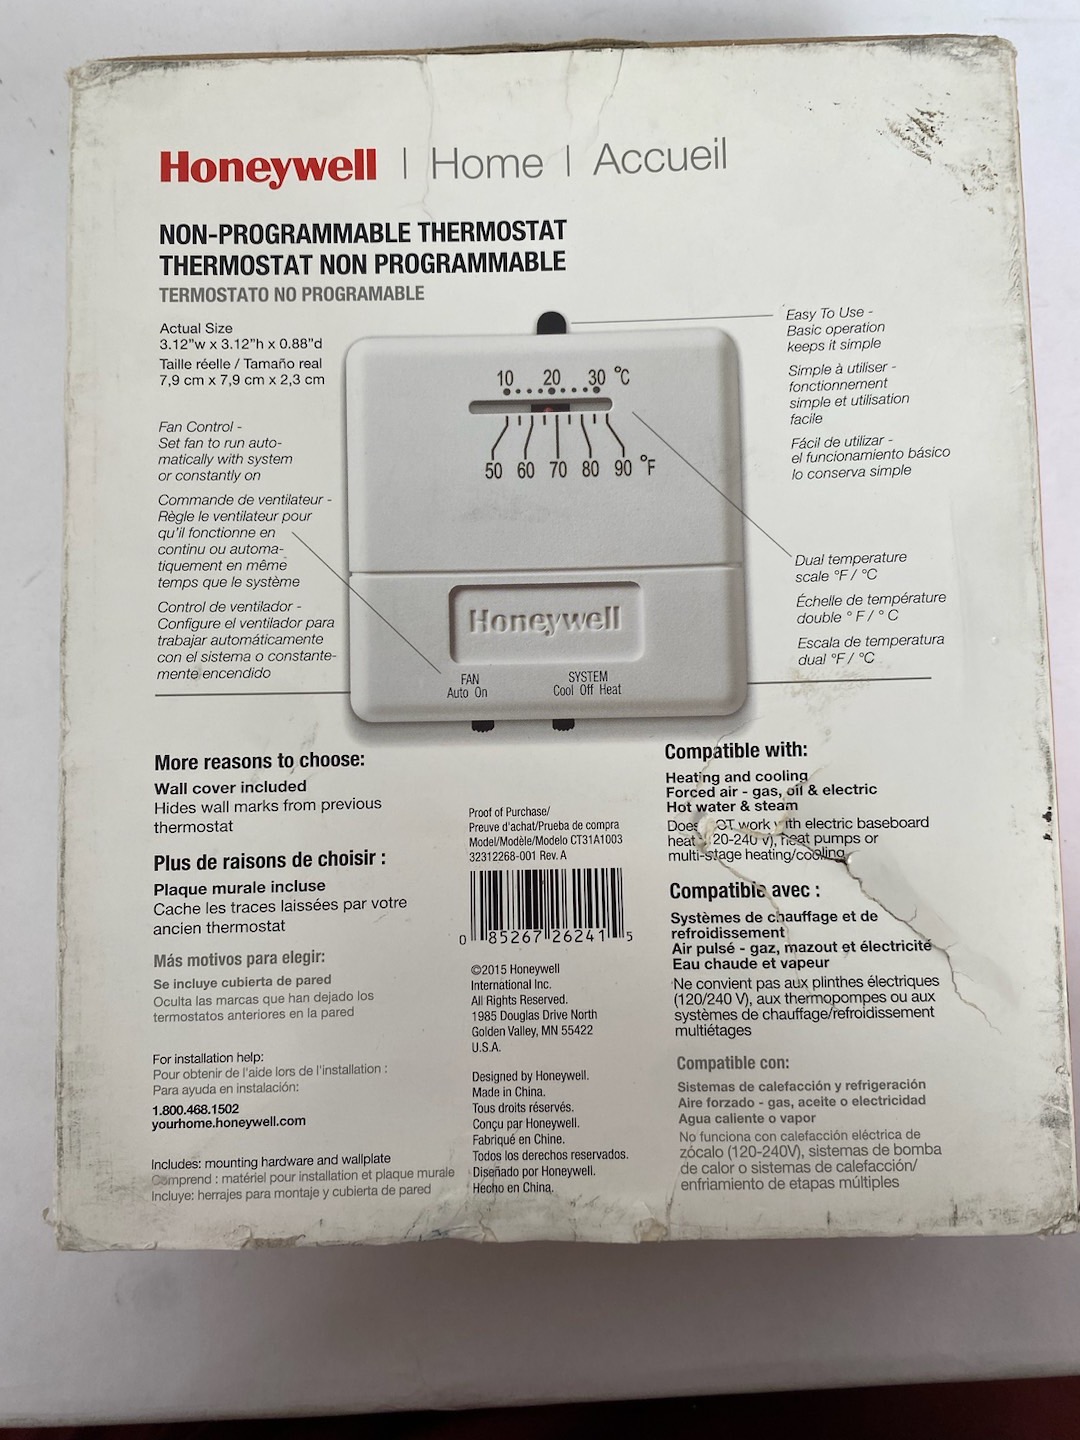 Honeywell | Home | Accueil
NON-PROGRAMMABLE THERMOSTAT
THERMOSTAT NON PROGRAMMABLE
TERMOSTATO NO PROGRAMABLE
Actual Size
3.12”w x 3.12”h x 0.88”d
Taille réelle / Tamaño real
7,9 cm x 7,9 cm x 2,3 cm
Fan Control -
Set fan to run auto-
matically with system
or constantly on
Commande de ventilateur -
Règle le ventilateur pour
qu’il fonctionne en
continu ou automa-
tiquement en même
temps que le système
Control de ventilador -
Configure el ventilador para
trabajar automáticamente
con el sistema o constante-
mente encendido
10 20 30 °C
50 60 70 80 90 °F
Honeywell
FAN
Auto On
SYSTEM
Cool Off Heat
Easy To Use -
Basic operation
keeps it simple
Simple à utiliser -
fonctionnement
simple et utilisation
facile
Fácil de utilizar -
el funcionamiento básico
lo conserva simple
Dual temperature
scale °F / °C
Échelle de température
double ° F / ° C
Escala de temperatura
dual °F / °C
More reasons to choose:
Wall cover included
Hides wall marks from previous
thermostat
Plus de raisons de choisir :
Plaque murale incluse
Cache les traces laissées par votre
ancien thermostat
Más motivos para elegir:
Se incluye cubierta de pared
Oculta las marcas que han dejado los
termostatos anteriores en la pared
For installation help:
Pour obtenir de l’aide lors de l’installation :
Para ayuda en instalación:
1.800.468.1502
yourhome.honeywell.com
Includes: mounting hardware and wallplate
Comprend : matériel pour installation et plaque murale
Incluye: herrajes para montaje y cubierta de pared
Proof of Purchase/
Preuve d’achat/Prueba de compra
Model/Modèle/Modelo CT31A1003
32312268-001 Rev. A
0 85267 26241 5
©2015 Honeywell
International Inc.
All Rights Reserved.
1985 Douglas Drive North
Golden Valley, MN 55422
U.S.A.
Designed by Honeywell.
Made in China.
Tous droits réservés.
Conçu par Honeywell.
Fabriqué en Chine.
Todos los derechos reservados.
Diseñado por Honeywell.
Hecho en China.
Compatible with:
Heating and cooling
Forced air - gas, oil & electric
Hot water & steam
Does work with electric baseboard
heat 20-240 v), heat pumps or
multi-stage heating/cooling
Compatible avec :
Systèmes de chauffage et de
refroidissement
Air pulsé - gaz, mazout et électricité
Eau chaude et vapeur
Ne convient pas aux plinthes électriques
(120/240 V), aux thermopompes ou aux
systèmes de chauffage/refroidissement
multiétages
Compatible con:
Sistemas de calefacción y refrigeración
Aire forzado - gas, aceite o electricidad
Agua caliente o vapor
No funciona con calefacción eléctrica de
zócalo (120-240V), sistemas de bomba
de calor o sistemas de calefacción/
enfriamiento de etapas múltiples